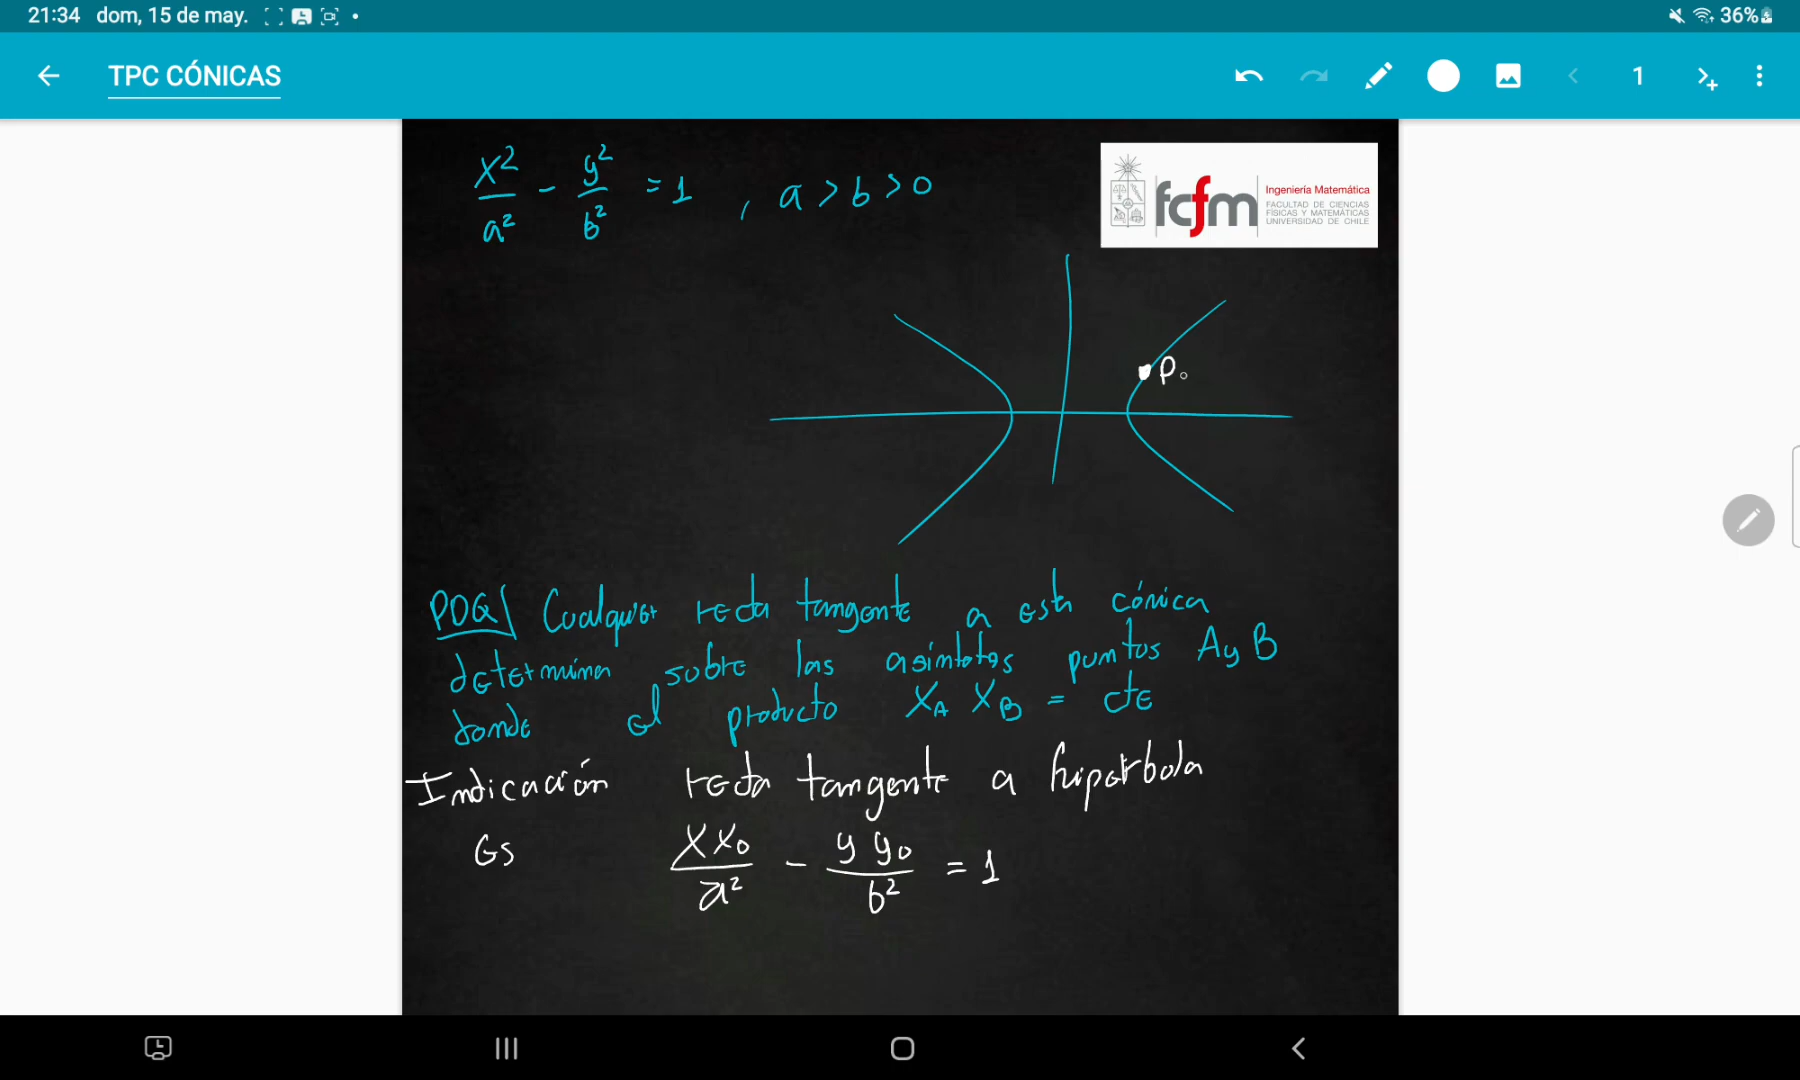 21:34 dom, 15 de may. 36%
TPC CÓNICAS 1
x²/a² - y²/b² = 1 , a > b > 0
fcfm Ingeniería Matemática
FACULTAD DE CIENCIAS
FÍSICAS Y MATEMÁTICAS
UNIVERSIDAD DE CHILE
P₀
PDQ/ Cualquier recta tangente a esta cónica
determina sobre las asíntotas puntos A y B
donde el producto X_A X_B = cte
Indicación recta tangente a hipérbola
es x x₀/a² - y y₀/b² = 1